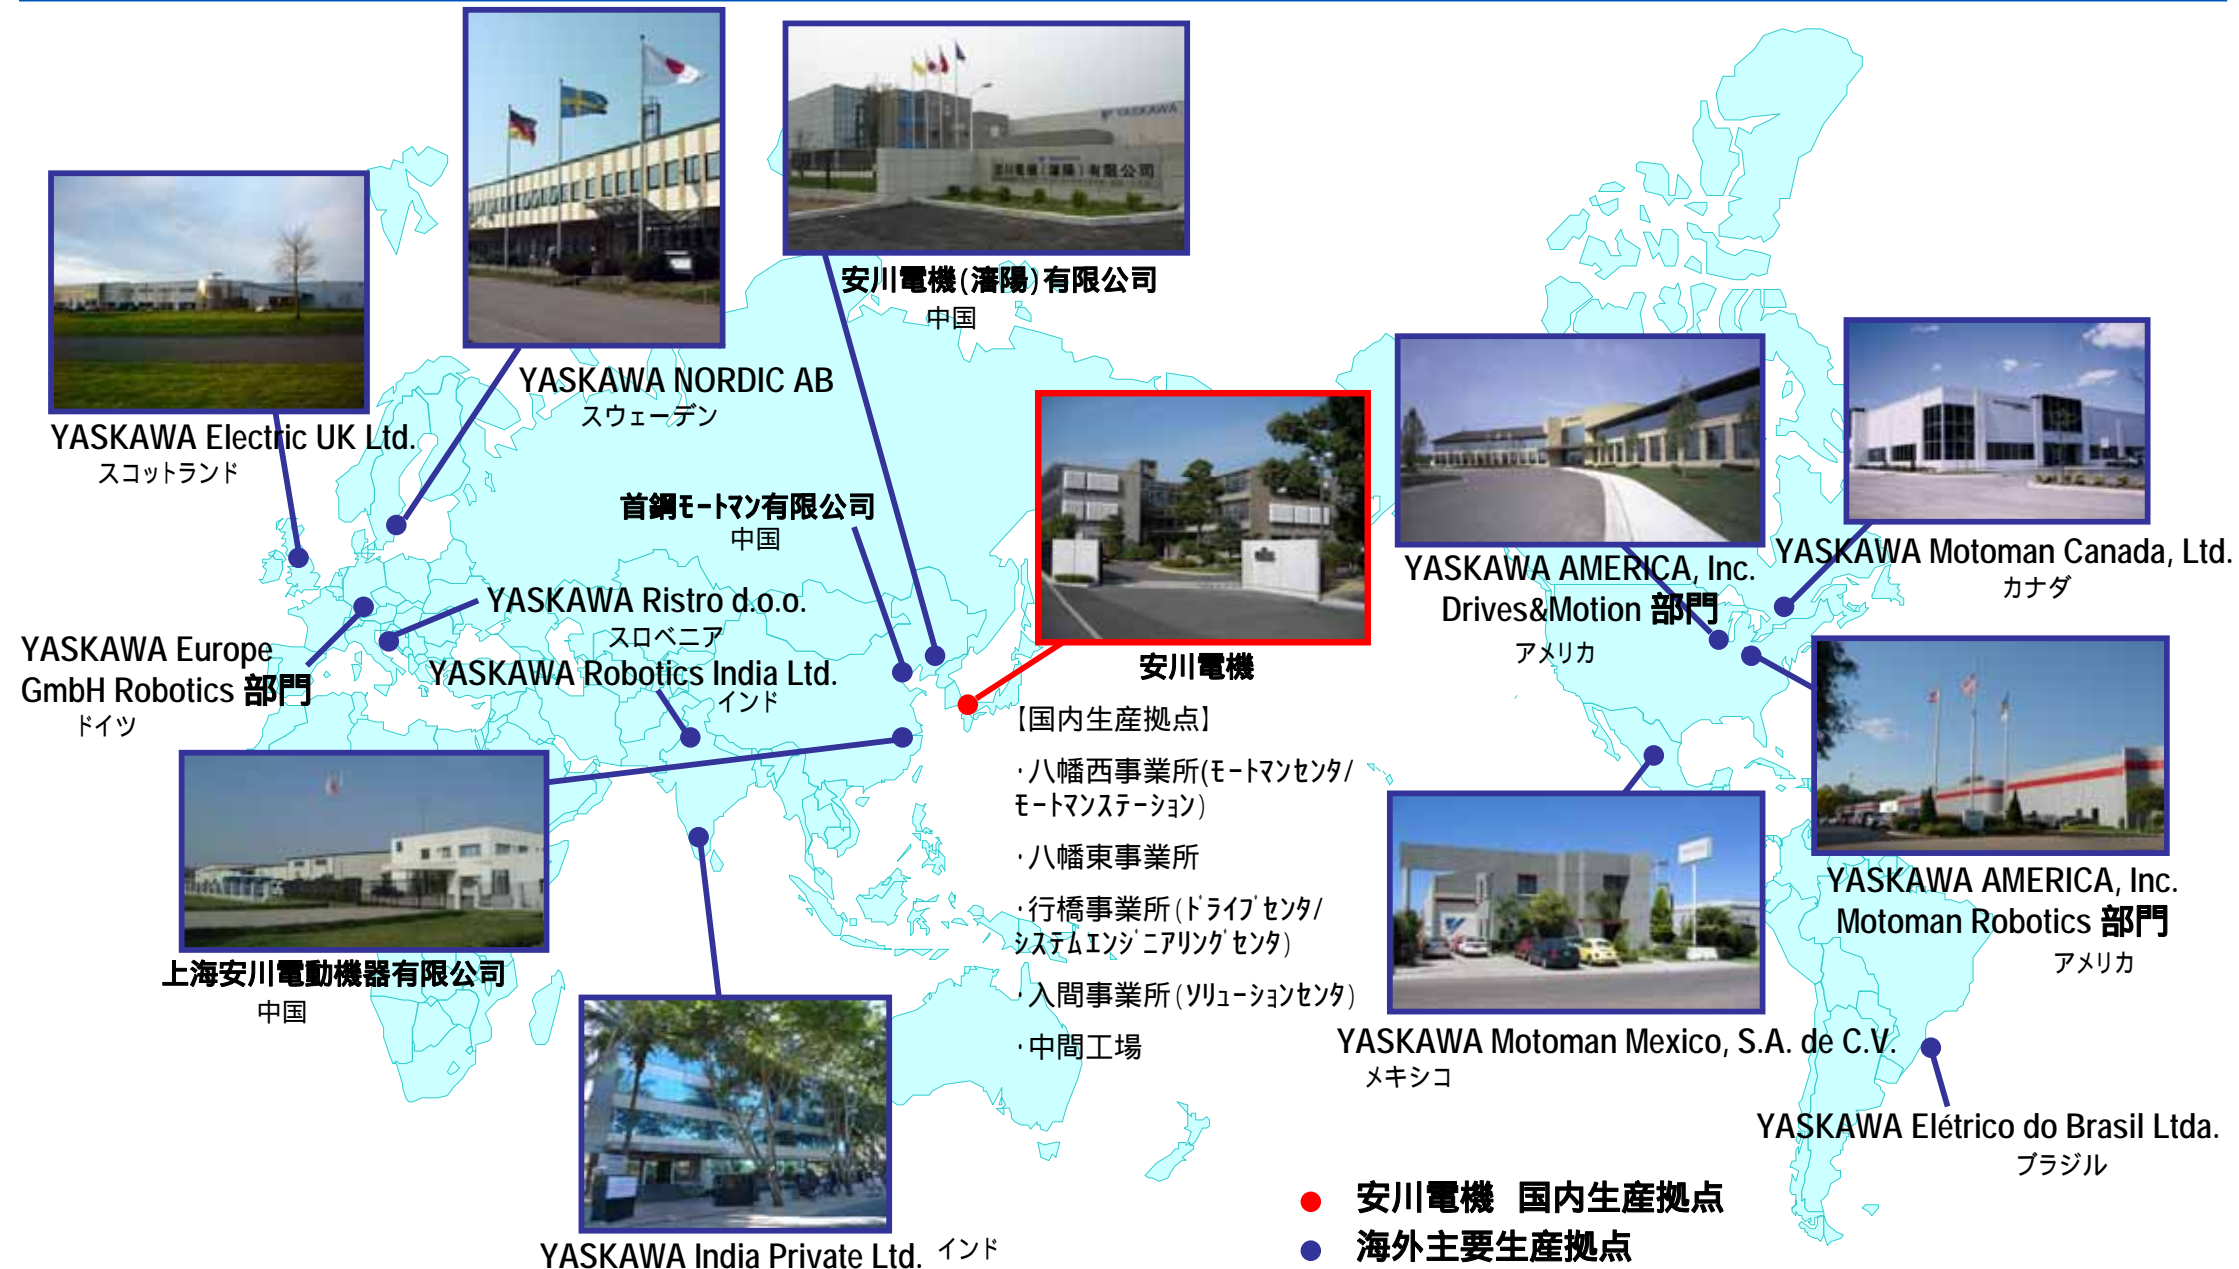 YASKAWA
安川電機(瀋陽)有限公司
安川電機(瀋陽)有限公司
中国
YASKAWA NORDIC AB
スウェーデン
YASKAWA Electric UK Ltd.
スコットランド
首鋼モートマン有限公司
中国
YASKAWA Ristro d.o.o.
スロベニア
YASKAWA Europe
GmbH Robotics 部門
ドイツ
YASKAWA Robotics India Ltd.
インド
上海安川電動機器有限公司
中国
YASKAWA India Private Ltd. インド
安川電機
【国内生産拠点】
・八幡西事業所(モートマンセンタ/
モートマンステーション)
・八幡東事業所
・行橋事業所(ドライブセンタ/
システムエンジニアリングセンタ)
・入間事業所(ソリューションセンタ)
・中間工場
YASKAWA AMERICA, Inc.
Drives&Motion 部門
アメリカ
YASKAWA Motoman Canada, Ltd.
カナダ
YASKAWA AMERICA, Inc.
Motoman Robotics 部門
アメリカ
YASKAWA Motoman Mexico, S.A. de C.V.
メキシコ
YASKAWA Elétrico do Brasil Ltda.
ブラジル
安川電機 国内生産拠点
海外主要生産拠点